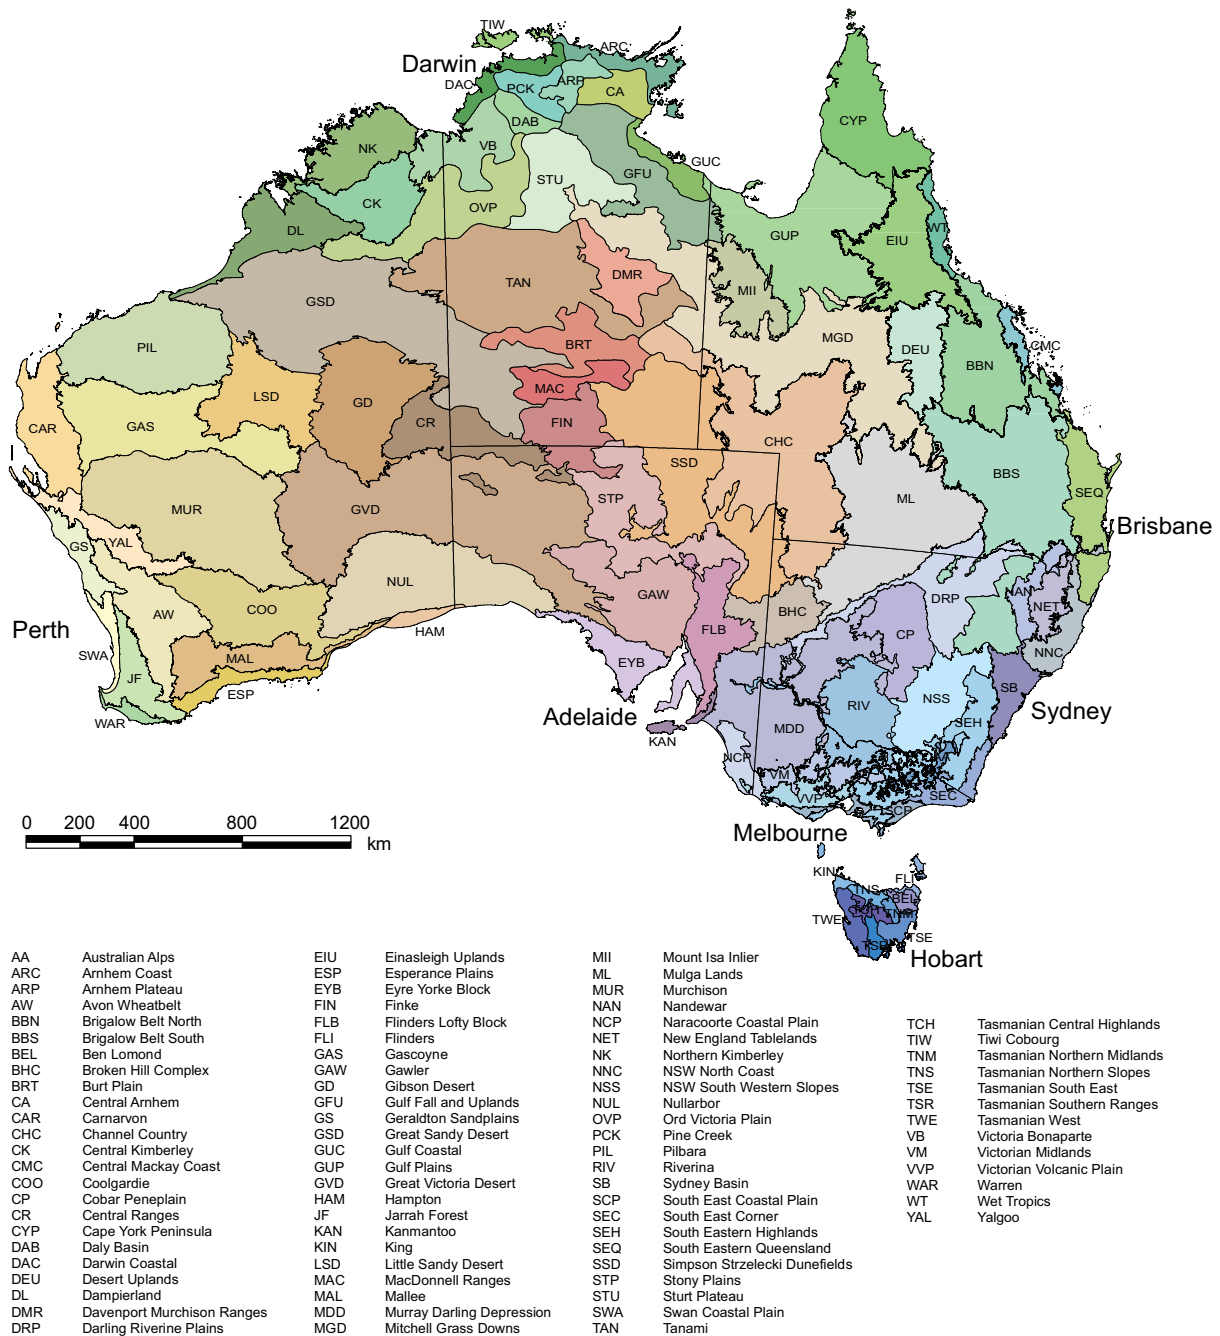 TIW
ARC
Darwin
DAC
PCK
ARP
CA
DAB
CYP
NK
VB
GUC
STU
GFU
CK
OVP
DL
GUP
EIU
WT
TAN
DMR
MII
GSD
PIL
BRT
MGD
DEU
CMC
BBN
MAC
LSD
GD
CAR
GAS
CR
FIN
CHC
SSD
BBS
SEQ
STP
ML
MUR
GVD
Brisbane
YAL
GS
NUL
GAW
NAN
DRP
NET
AW
COO
BHC
Perth
HAM
FLB
CP
NNC
SWA
MAL
EYB
JF
ESP
SB
RIV
NSS
Sydney
WAR
Adelaide
SEH
KAN
MDD
NCP
AA
VM
VVP
SEC
SCP
0 200 400 800 1200
km
Melbourne
KIN
FLI
TNS
BEL
TCH
TNM
TWE
TSE
TSR
Hobart
AA Australian Alps
ARC Arnhem Coast
ARP Arnhem Plateau
AW Avon Wheatbelt
BBN Brigalow Belt North
BBS Brigalow Belt South
BEL Ben Lomond
BHC Broken Hill Complex
BRT Burt Plain
CA Central Arnhem
CAR Carnarvon
CHC Channel Country
CK Central Kimberley
CMC Central Mackay Coast
COO Coolgardie
CP Cobar Peneplain
CR Central Ranges
CYP Cape York Peninsula
DAB Daly Basin
DAC Darwin Coastal
DEU Desert Uplands
DL Dampierland
DMR Davenport Murchison Ranges
DRP Darling Riverine Plains
EIU Einasleigh Uplands
ESP Esperance Plains
EYB Eyre Yorke Block
FIN Finke
FLB Flinders Lofty Block
FLI Flinders
GAS Gascoyne
GAW Gawler
GD Gibson Desert
GFU Gulf Fall and Uplands
GS Geraldton Sandplains
GSD Great Sandy Desert
GUC Gulf Coastal
GUP Gulf Plains
GVD Great Victoria Desert
HAM Hampton
JF Jarrah Forest
KAN Kanmantoo
KIN King
LSD Little Sandy Desert
MAC MacDonnell Ranges
MAL Mallee
MDD Murray Darling Depression
MGD Mitchell Grass Downs
MII Mount Isa Inlier
ML Mulga Lands
MUR Murchison
NAN Nandewar
NCP Naracoorte Coastal Plain
NET New England Tablelands
NK Northern Kimberley
NNC NSW North Coast
NSS NSW South Western Slopes
NUL Nullarbor
OVP Ord Victoria Plain
PCK Pine Creek
PIL Pilbara
RIV Riverina
SB Sydney Basin
SCP South East Coastal Plain
SEC South East Corner
SEH South Eastern Highlands
SEQ South Eastern Queensland
SSD Simpson Strzelecki Dunefields
STP Stony Plains
STU Sturt Plateau
SWA Swan Coastal Plain
TAN Tanami
TCH Tasmanian Central Highlands
TIW Tiwi Cobourg
TNM Tasmanian Northern Midlands
TNS Tasmanian Northern Slopes
TSE Tasmanian South East
TSR Tasmanian Southern Ranges
TWE Tasmanian West
VB Victoria Bonaparte
VM Victorian Midlands
VVP Victorian Volcanic Plain
WAR Warren
WT Wet Tropics
YAL Yalgoo